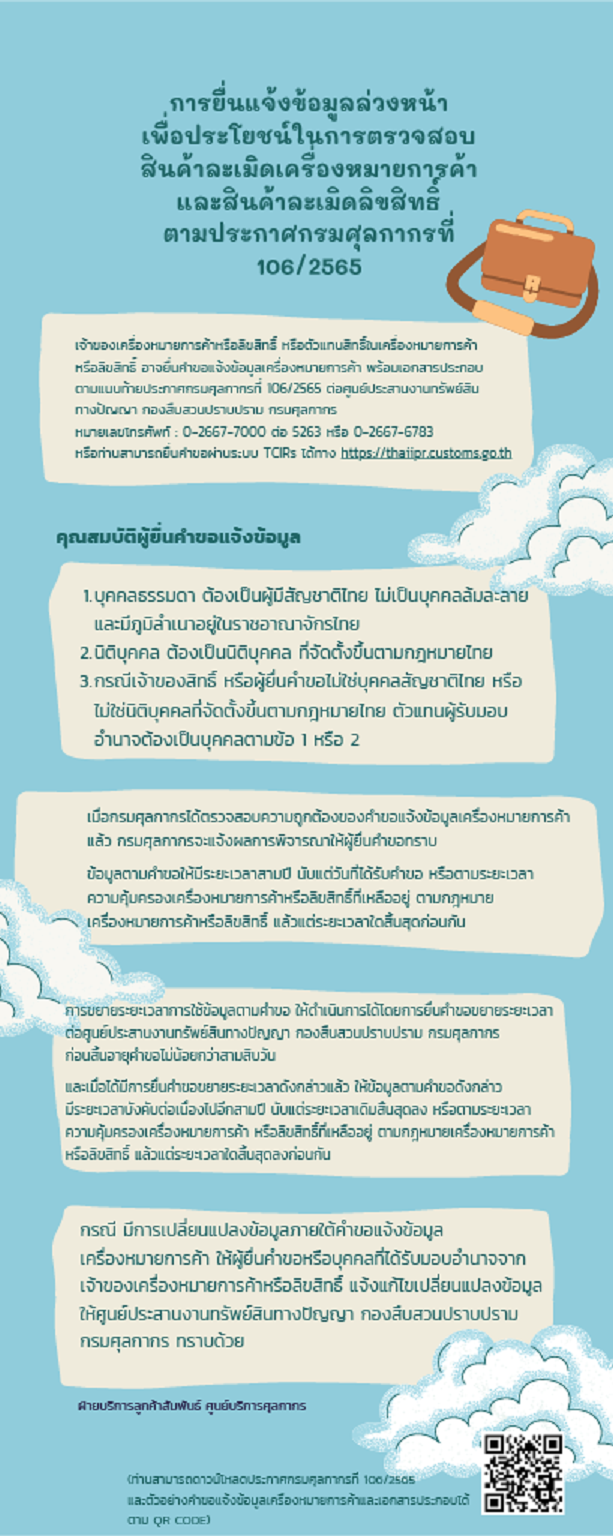 การยื่นแจ้งข้อมูลล่วงหน้า
เพื่อประโยชน์ในการตรวจสอบ
สินค้าละเมิดเครื่องหมายการค้า
และสินค้าละเมิดลิขสิทธิ์
ตามประกาศกรมศุลกากรที่
106/2565
เจ้าของเครื่องหมายการค้าหรือลิขสิทธิ์ หรือตัวแทนสิทธิในเครื่องหมายการค้า
หรือลิขสิทธิ์ อาจยื่นคำขอแจ้งข้อมูลเครื่องหมายการค้า พร้อมเอกสารประกอบ
ตามแนบท้ายประกาศกรมศุลกากรที่ 106/2565 ต่อศูนย์ประสานงานทรัพย์สิน
ทางปัญญา กองสืบสวนปราบปราม กรมศุลกากร
หมายเลขโทรศัพท์ : 0-2667-7000 ต่อ 5263 หรือ 0-2667-6783
หรือท่านสามารถยื่นคำขอผ่านระบบ TCIRs ได้ทาง https://thaiipr.customs.go.th
คุณสมบัติผู้ยื่นคำขอแจ้งข้อมูล
1. บุคคลธรรมดา ต้องเป็นผู้มีสัญชาติไทย ไม่เป็นบุคคลล้มละลาย
และมีภูมิลำเนาอยู่ในราชอาณาจักรไทย
2. นิติบุคคล ต้องเป็นนิติบุคคล ที่จัดตั้งขึ้นตามกฎหมายไทย
3. กรณีเจ้าของสิทธิ์ หรือผู้ยื่นคำขอไม่ใช่บุคคลสัญชาติไทย หรือ
ไม่ใช่นิติบุคคลที่จัดตั้งขึ้นตามกฎหมายไทย ตัวแทนผู้รับมอบ
อำนาจต้องเป็นบุคคลตามข้อ 1 หรือ 2
เมื่อกรมศุลกากรได้ตรวจสอบความถูกต้องของคำขอแจ้งข้อมูลเครื่องหมายการค้า
แล้ว กรมศุลกากรจะแจ้งผลการพิจารณาให้ผู้ยื่นคำขอทราบ
ข้อมูลตามคำขอให้มีระยะเวลาสามปี นับแต่วันที่ได้รับคำขอ หรือตามระยะเวลา
ความคุ้มครองเครื่องหมายการค้าหรือลิขสิทธิ์ที่เหลืออยู่ ตามกฎหมาย
เครื่องหมายการค้าหรือลิขสิทธิ์ แล้วแต่ระยะเวลาใดสิ้นสุดก่อนกัน
การขยายระยะเวลาการใช้ข้อมูลตามคำขอ ให้ดำเนินการได้โดยการยื่นคำขอขยายระยะเวลา
ต่อศูนย์ประสานงานทรัพย์สินทางปัญญา กองสืบสวนปราบปราม กรมศุลกากร
ก่อนสิ้นอายุคำขอไม่น้อยกว่าสามสิบวัน
และเมื่อได้มีการยื่นคำขอขยายระยะเวลาดังกล่าวแล้ว ให้ข้อมูลตามคำขอดังกล่าว
มีระยะเวลาบังคับต่อเนื่องไปอีกสามปี นับแต่ระยะเวลาเดิมสิ้นสุดลง หรือตามระยะเวลา
ความคุ้มครองเครื่องหมายการค้า หรือลิขสิทธิ์ที่เหลืออยู่ ตามกฎหมายเครื่องหมายการค้า
หรือลิขสิทธิ์ แล้วแต่ระยะเวลาใดสิ้นสุดลงก่อนกัน
กรณี มีการเปลี่ยนแปลงข้อมูลภายใต้คำขอแจ้งข้อมูล
เครื่องหมายการค้า ให้ผู้ยื่นคำขอหรือบุคคลที่ได้รับมอบอำนาจจาก
เจ้าของเครื่องหมายการค้าหรือลิขสิทธิ์ แจ้งแก้ไขเปลี่ยนแปลงข้อมูล
ให้ศูนย์ประสานงานทรัพย์สินทางปัญญา กองสืบสวนปราบปราม
กรมศุลกากร ทราบด้วย
ฝ่ายบริการลูกค้าสัมพันธ์ ศูนย์บริการศุลกากร
(ท่านสามารถดาวน์โหลดประกาศกรมศุลกากรที่ 106/2565
และตัวอย่างคำขอแจ้งข้อมูลเครื่องหมายการค้าและเอกสารประกอบได้
ตาม QR CODE)